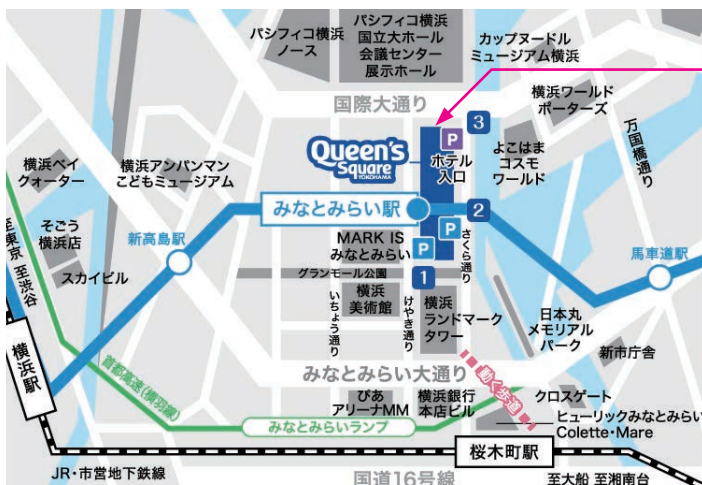 パシフィコ横浜
ノース
パシフィコ横浜
国立大ホール
会議センター
展示ホール
カップヌードル
ミュージアム横浜
国際大通り
横浜ワールド
ポーターズ
3
P
ホテル
入口
Queen's
Square
YOKOHAMA
よこはま
コスモ
ワールド
万国橋通り
横浜ベイ
クォーター
横浜アンパンマン
こどもミュージアム
みなとみらい駅
2
至東京 至渋谷
そごう
横浜店
新高島駅
MARK IS
みなとみらい
P
さくら通り
馬車道駅
スカイビル
グランモール公園
1
いちょう通り
横浜
美術館
けやき通り
横浜
ランドマーク
タワー
日本丸
メモリアル
パーク
新市庁舎
横浜駅
首都高速(横羽線)
みなとみらい大通り
動く歩道
ぴあ
アリーナMM
横浜銀行
本店ビル
クロスゲート
ヒューリックみなとみらい
Colette・Mare
みなとみらいランプ
桜木町駅
JR・市営地下鉄線
国道16号線
至大船 至湘南台